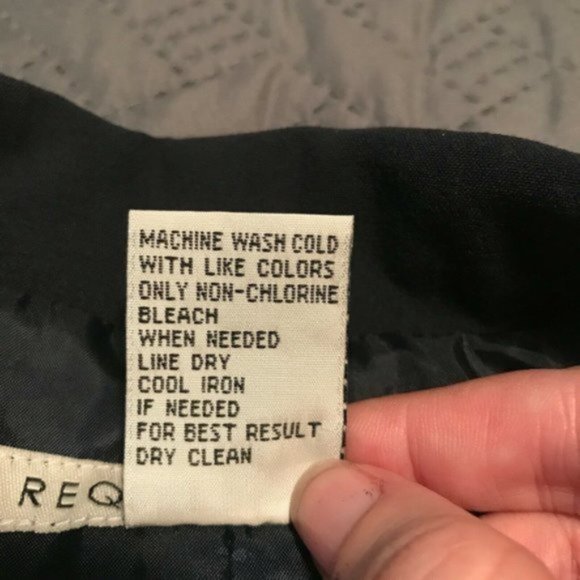 MACHINE WASH COLD
WITH LIKE COLORS
ONLY NON-CHLORINE
BLEACH
WHEN NEEDED
LINE DRY
COOL IRON
IF NEEDED
FOR BEST RESULT
DRY CLEAN
REQ